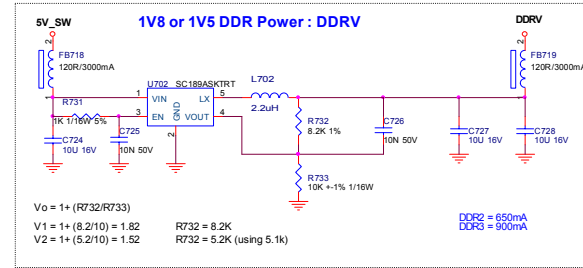 1V8 or 1V5 DDR Power : DDRV
5V_SW
DDRV
2
2
FB718
120R/3000mA
FB719
120R/3000mA
U702 SC189ASKTRT
L702
2.2uH
1
VIN
LX
5
3
EN
GND
VOUT
4
2
R731
1K 1/16W 5%
C724
10U 16V
C725
10N 50V
R732
8.2K 1%
C726
10N 50V
C727
10U 16V
C728
10U 16V
R733
10K +-1% 1/16W
Vo = 1+ (R732/R733)
V1 = 1+ (8.2/10) = 1.82 R732 = 8.2K
V2 = 1+ (5.2/10) = 1.52 R732 = 5.2K (using 5.1k)
DDR2 = 650mA
DDR3 = 900mA